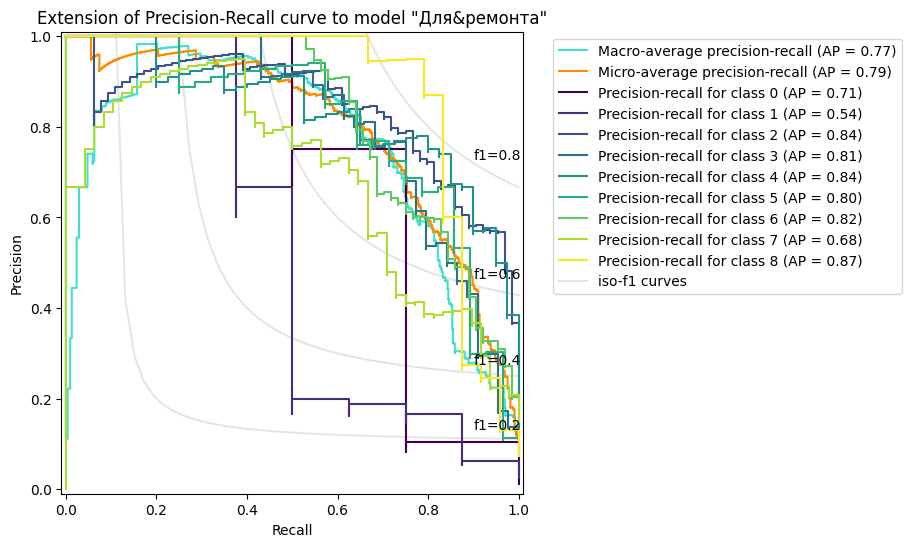 Extension of Precision-Recall curve to model "Для&ремонта"
Precision
1.0
0.8
0.6
0.4
0.2
0.0
f1=0.8
f1=0.6
f1=0.4
f1=0.2
0.0 0.2 0.4 0.6 0.8 1.0
Recall
Macro-average precision-recall (AP = 0.77)
Micro-average precision-recall (AP = 0.79)
Precision-recall for class 0 (AP = 0.71)
Precision-recall for class 1 (AP = 0.54)
Precision-recall for class 2 (AP = 0.84)
Precision-recall for class 3 (AP = 0.81)
Precision-recall for class 4 (AP = 0.84)
Precision-recall for class 5 (AP = 0.80)
Precision-recall for class 6 (AP = 0.82)
Precision-recall for class 7 (AP = 0.68)
Precision-recall for class 8 (AP = 0.87)
iso-f1 curves